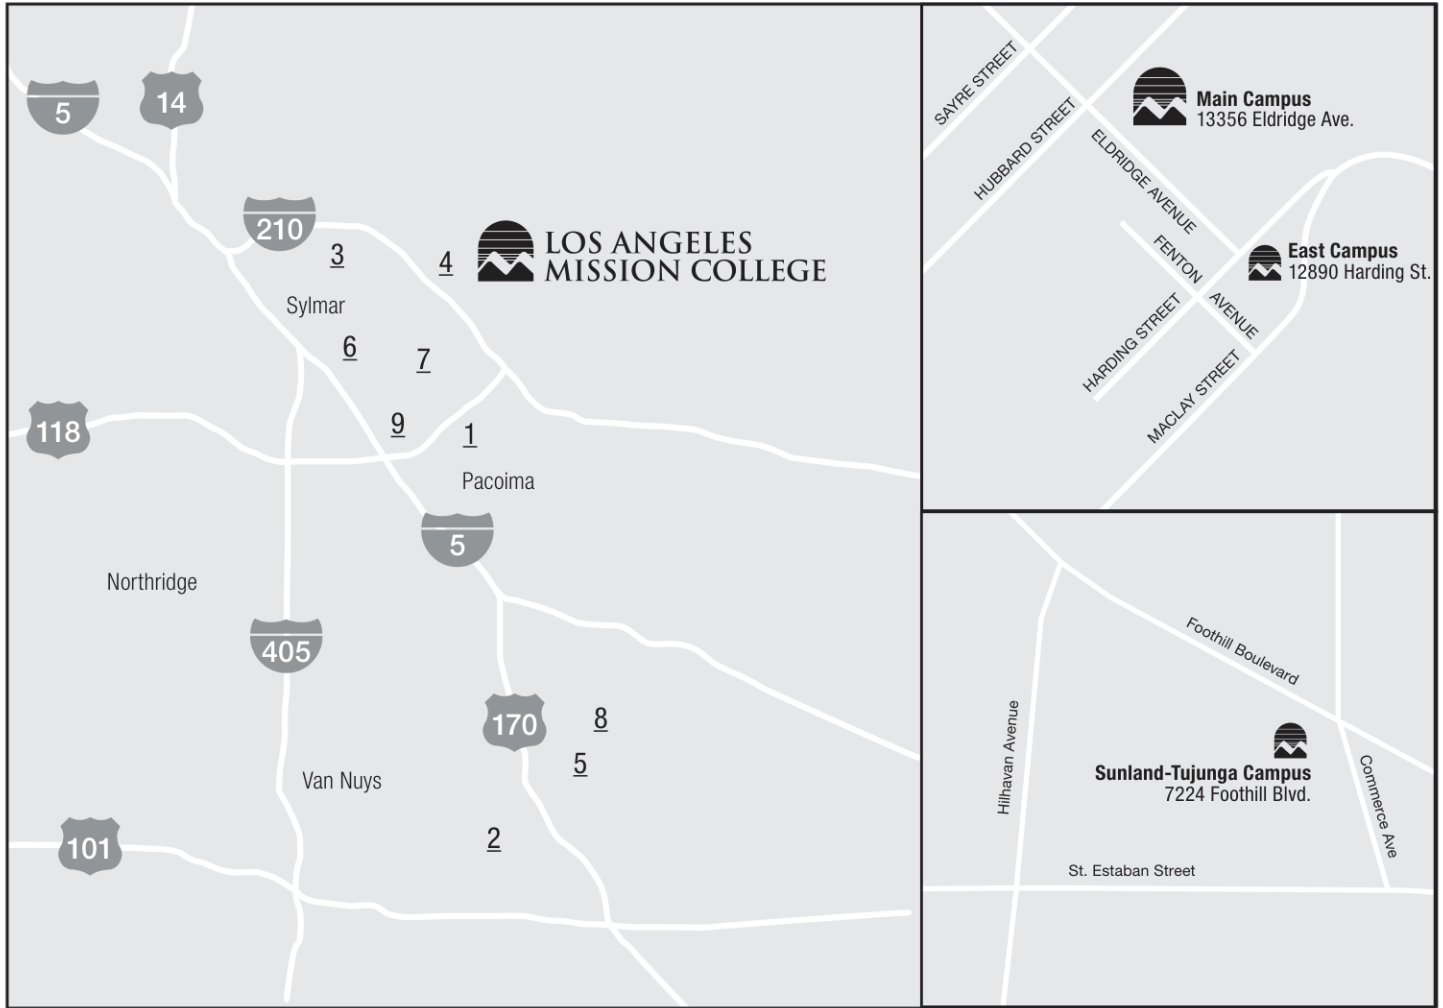 5
14
210
3
4
LOS ANGELES
MISSION COLLEGE
Sylmar
6
7
118
9
1
Pacoima
5
Northridge
405
170
8
5
Van Nuys
2
101
SAYRE STREET
HUBBARD STREET
Main Campus
13356 Eldridge Ave.
ELDRIDGE AVENUE
FENTON AVENUE
East Campus
12890 Harding St.
HARDING STREET
MACLAY STREET
Foothill Boulevard
Hilhavan Avenue
Sunland-Tujunga Campus
7224 Foothill Blvd.
Commerce Ave
St. Estaban Street